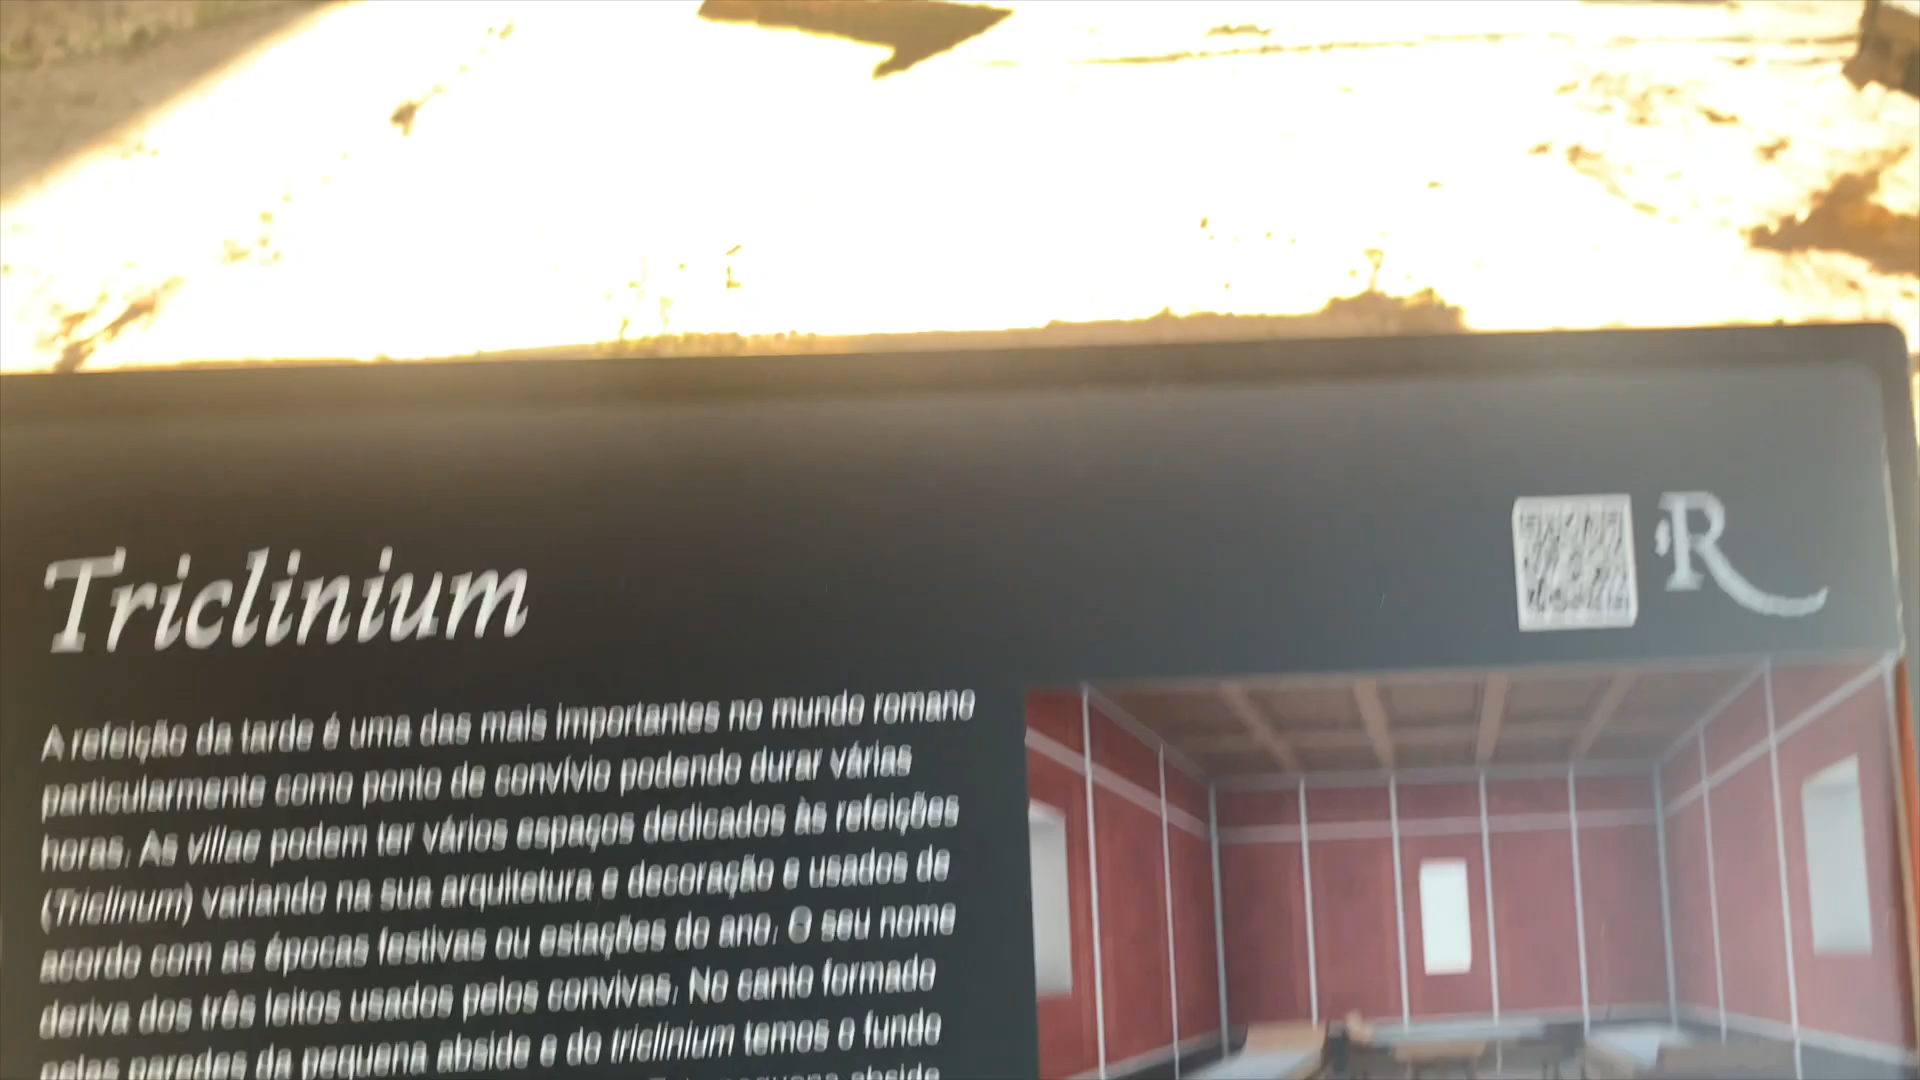 Triclinium
R
A refeição da tarde é uma das mais importantes no mundo romano
particularmente como ponto de convívio podendo durar várias
horas. As villae podem ter vários espaços dedicados às refeições
(Triclinum) variando na sua arquitetura e decoração e usados de
acordo com as épocas festivas ou estações do ano. O seu nome
deriva dos três leitos usados pelos convivas. No canto formado
pelas paredes da pequena abside e do triclinium temos o fundo
pequena abside